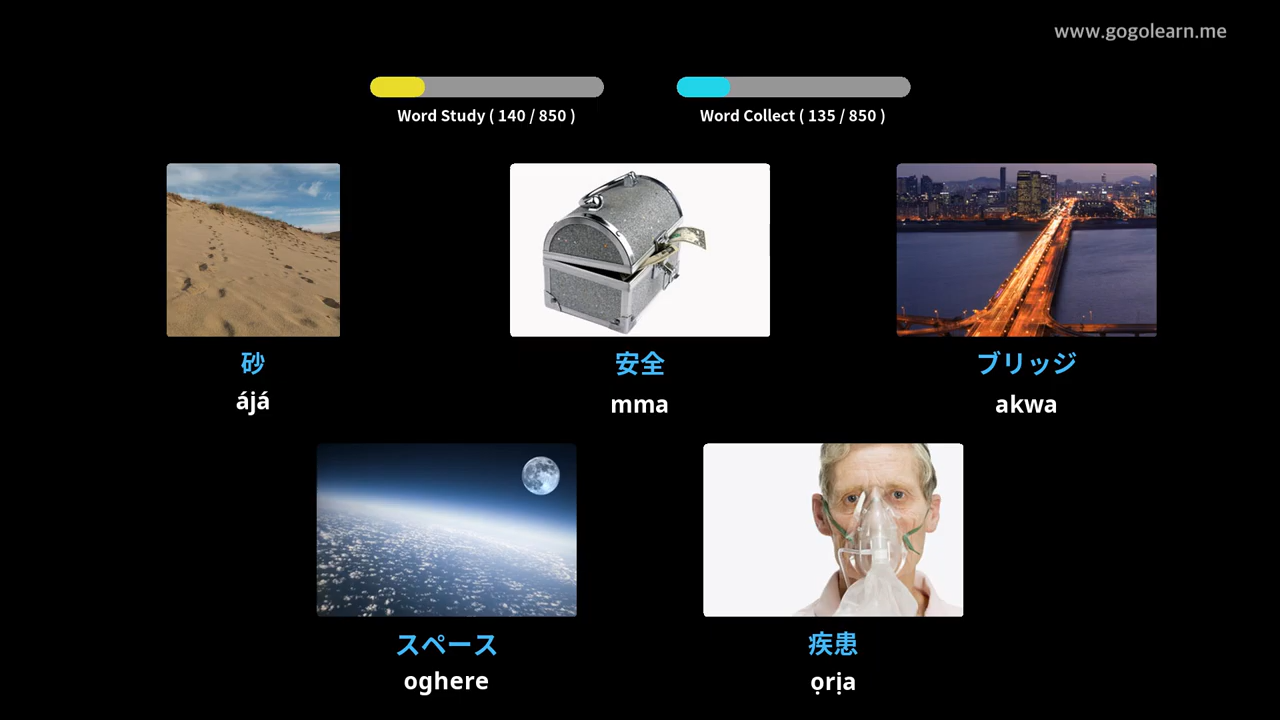 www.gogolearn.me
Word Study ( 140 / 850 )
Word Collect ( 135 / 850 )
砂
ájá
安全
mma
ブリッジ
akwa
スペース
oghere
疾患
ọrịa